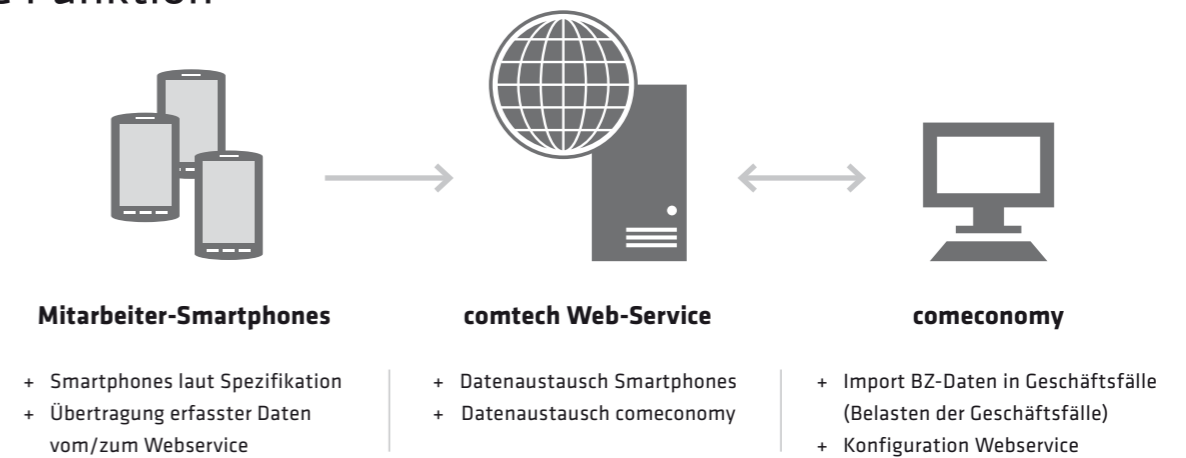 Funktion
Mitarbeiter-Smartphones
+ Smartphones laut Spezifikation
+ Übertragung erfasster Daten
vom/zum Webservice
comtech Web-Service
+ Datenaustausch Smartphones
+ Datenaustausch comeconomy
comeconomy
+ Import BZ-Daten in Geschäftsfälle
(Belasten der Geschäftsfälle)
+ Konfiguration Webservice